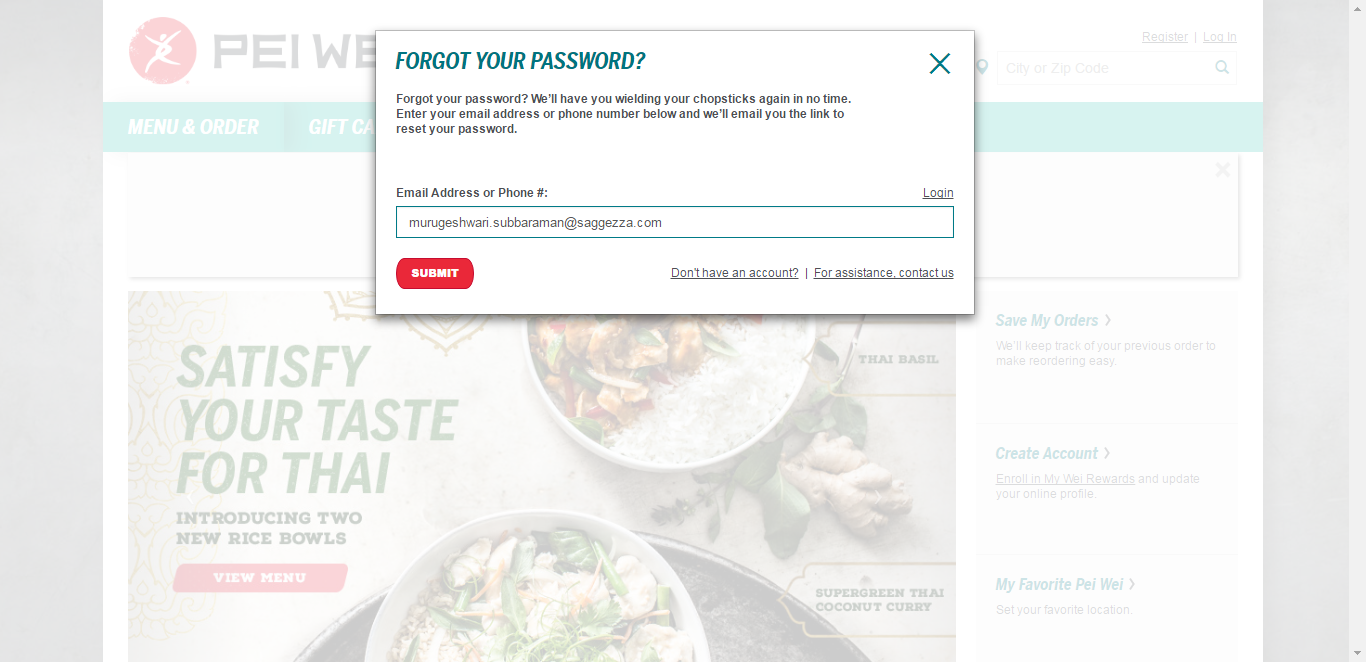 PEI WE
Register | Log In
City or Zip Code
MENU & ORDER
GIFT CA
FORGOT YOUR PASSWORD?
Forgot your password? We'll have you wielding your chopsticks again in no time.
Enter your email address or phone number below and we'll email you the link to
reset your password.
Email Address or Phone #:
Login
murugeshwari.subbaraman@saggezza.com
SUBMIT
Don't have an account? | For assistance, contact us
SATISFY
YOUR TASTE
FOR THAI
INTRODUCING TWO
NEW RICE BOWLS
VIEW MENU
THAI BASIL
SUPERGREEN THAI
COCONUT CURRY
Save My Orders
We'll keep track of your previous order to
make reordering easy.
Create Account
Enroll in My Wei Rewards and update
your online profile.
My Favorite Pei Wei
Set your favorite location.